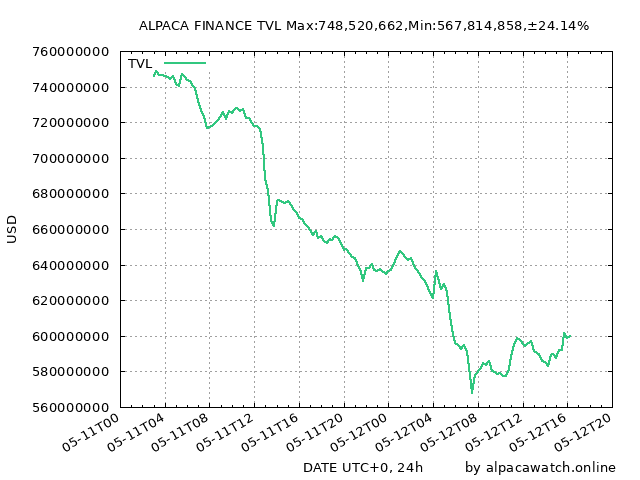 ALPACA FINANCE TVL Max:748,520,662,Min:567,814,858,±24.14%
760000000
TVL
740000000
720000000
700000000
680000000
660000000
640000000
620000000
600000000
580000000
560000000
USD
05-11T00
05-11T04
05-11T08
05-11T12
05-11T16
05-11T20
05-12T00
05-12T04
05-12T08
05-12T12
05-12T16
05-12T20
DATE UTC+0, 24h
by alpacawatch.online